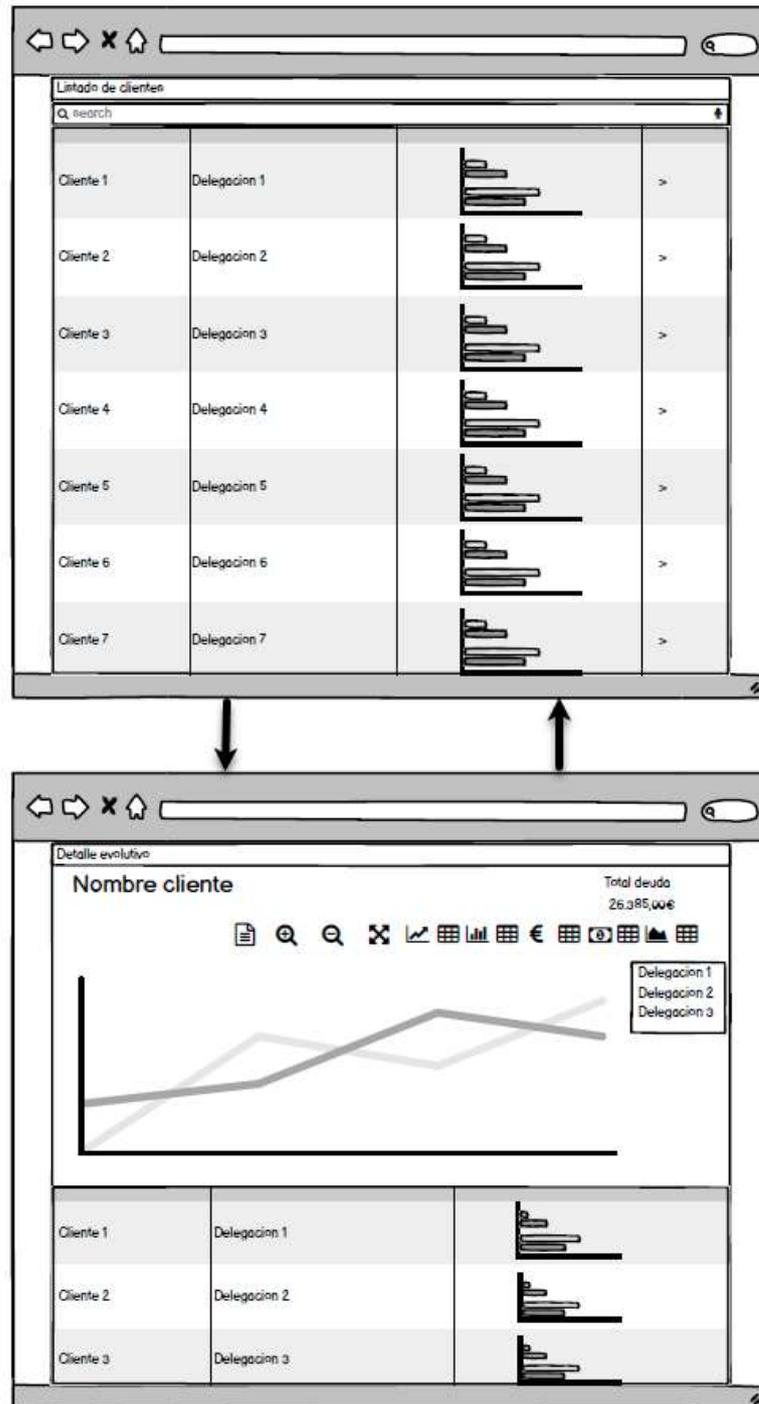 Listado de clientes
search
Cliente 1 Delegacion 1 >
Cliente 2 Delegacion 2 >
Cliente 3 Delegacion 3 >
Cliente 4 Delegacion 4 >
Cliente 5 Delegacion 5 >
Cliente 6 Delegacion 6 >
Cliente 7 Delegacion 7 >
Detalle evolutivo
Nombre cliente
Total deuda
26.385,00€
€
Delegacion 1
Delegacion 2
Delegacion 3
Cliente 1 Delegacion 1
Cliente 2 Delegacion 2
Cliente 3 Delegacion 3